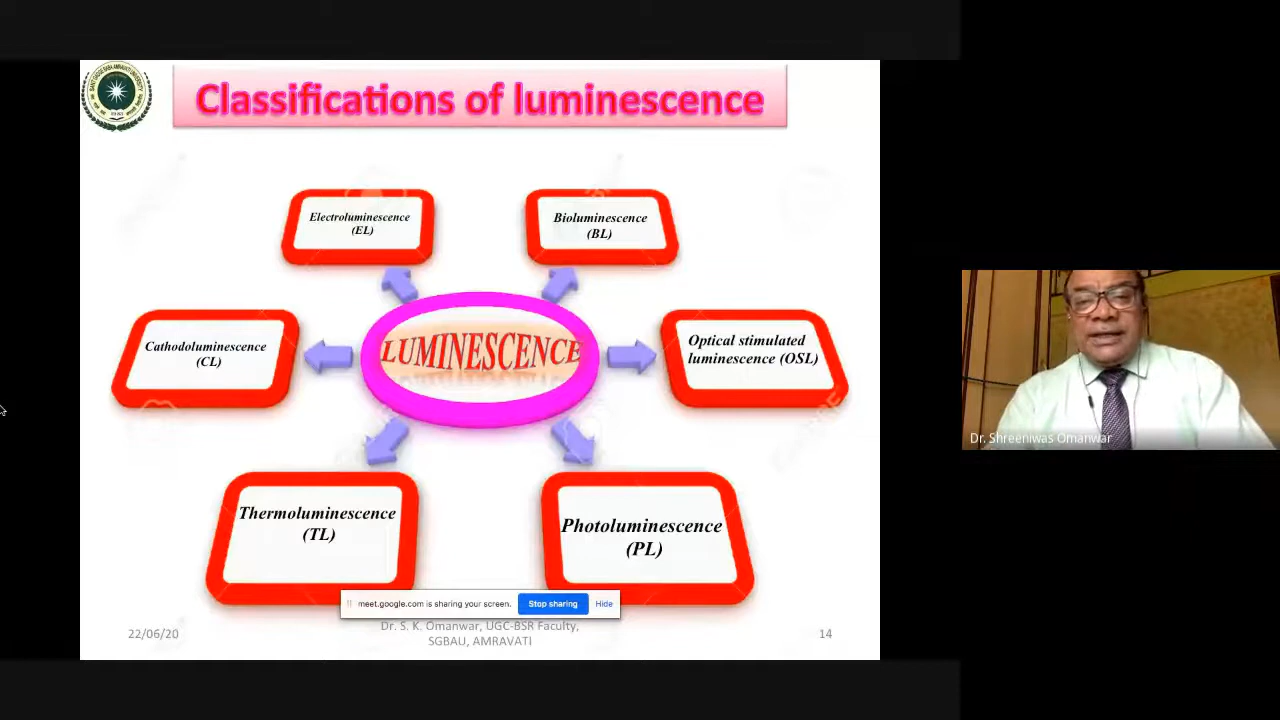 Classifications of luminescence
Electroluminescence
(EL)
Bioluminescence
(BL)
Cathodoluminescence
(CL)
LUMINESCENCE
Optical stimulated
luminescence (OSL)
Thermoluminescence
(TL)
Photoluminescence
(PL)
meet.google.com is sharing your screen.
Stop sharing
Hide
22/06/20
Dr. S. K. Omanwar, UGC-BSR Faculty,
SGBAU, AMRAVATI
14
Dr. Shreeniwas Omanwar